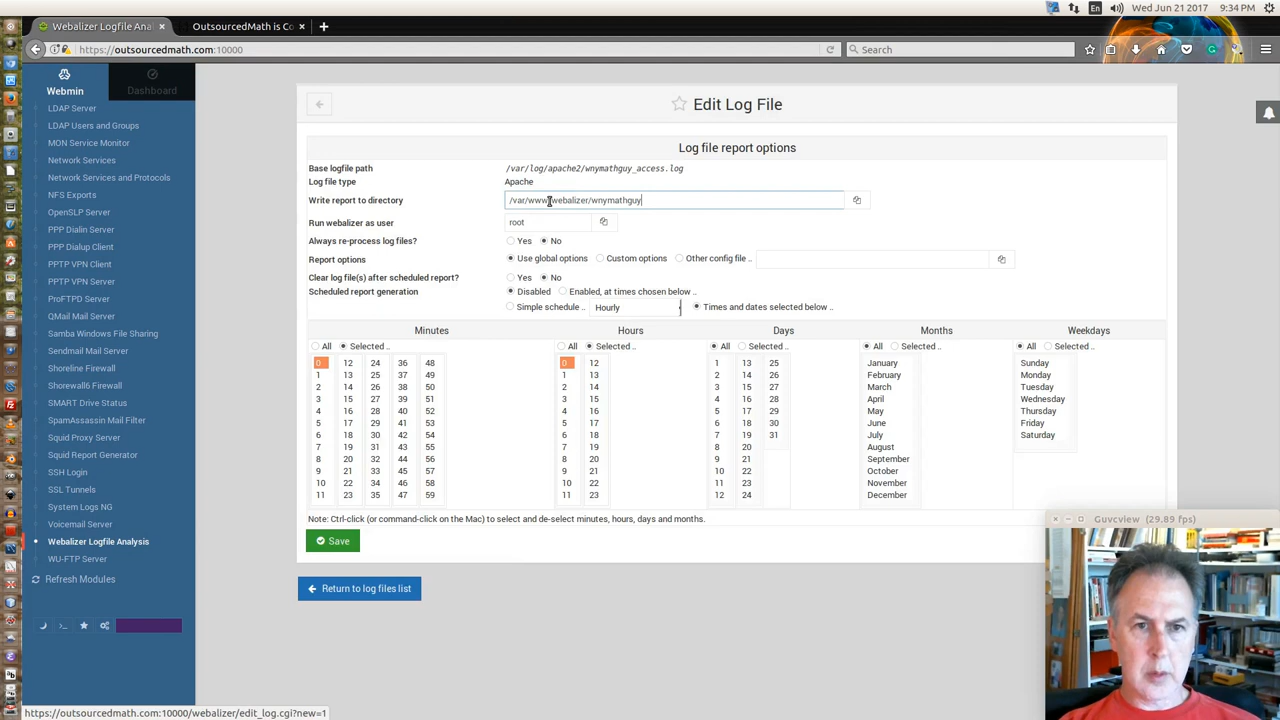 En Wed Jun 21 2017 9:34 PM
Webalizer Logfile Ana × OutsourcedMath is C × +
https://outsourcedmath.com:10000 Search
Webmin Dashboard
LDAP Server
LDAP Users and Groups
MON Service Monitor
Network Services
Network Services and Protocols
NFS Exports
OpenSLP Server
PPP Dialin Server
PPP Dialup Client
PPTP VPN Client
PPTP VPN Server
ProFTPD Server
QMail Mail Server
Samba Windows File Sharing
Sendmail Mail Server
Shoreline Firewall
Shorewall6 Firewall
SMART Drive Status
SpamAssassin Mail Filter
Squid Proxy Server
Squid Report Generator
SSH Login
SSL Tunnels
System Logs NG
Voicemail Server
Webalizer Logfile Analysis
WU-FTP Server
Refresh Modules
Edit Log File
Log file report options
Base logfile path /var/log/apache2/wnymathguy_access.log
Log file type Apache
Write report to directory /var/www/webalizer/wnymathguy
Run webalizer as user root
Always re-process log files? Yes No
Report options Use global options Custom options Other config file ..
Clear log file(s) after scheduled report? Yes No
Scheduled report generation Disabled Enabled, at times chosen below ..
Simple schedule .. Hourly Times and dates selected below ..
Minutes Hours Days Months Weekdays
All Selected .. All Selected .. All Selected .. All Selected .. All Selected ..
0 12 24 36 48 0 12 1 13 25 January Sunday
1 13 25 37 49 1 13 2 14 26 February Monday
2 14 26 38 50 2 14 3 15 27 March Tuesday
3 15 27 39 51 3 15 4 16 28 April Wednesday
4 16 28 40 52 4 16 5 17 29 May Thursday
5 17 29 41 53 5 17 6 18 30 June Friday
6 18 30 42 54 6 18 7 19 31 July Saturday
7 19 31 43 55 7 19 8 20 August
8 20 32 44 56 8 20 9 21 September
9 21 33 45 57 9 21 10 22 October
10 22 34 46 58 10 22 11 23 November
11 23 35 47 59 11 23 12 24 December
Note: Ctrl-click (or command-click on the Mac) to select and de-select minutes, hours, days and months.
Save
Return to log files list
Guvcview (29.89 fps)
https://outsourcedmath.com:10000/webalizer/edit_log.cgi?new=1